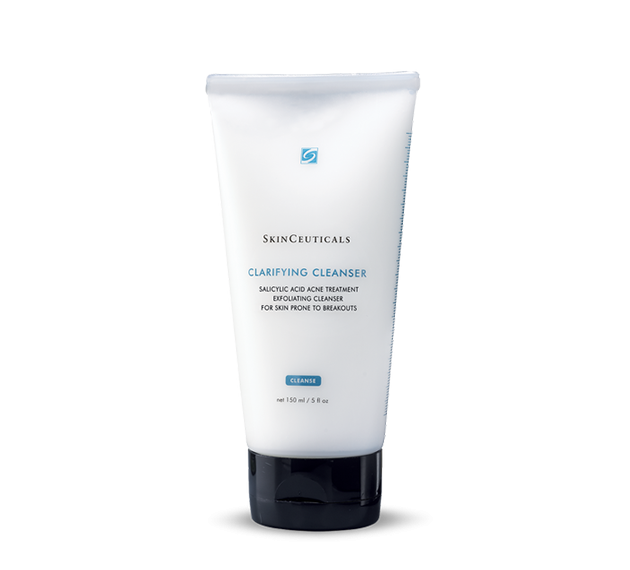 SKINCEUTICALS
CLARIFYING CLEANSER
SALICYLIC ACID ACNE TREATMENT
EXFOLIATING CLEANSER
FOR SKIN PRONE TO BREAKOUTS
CLEANSE
net 150 ml / 5 fl oz